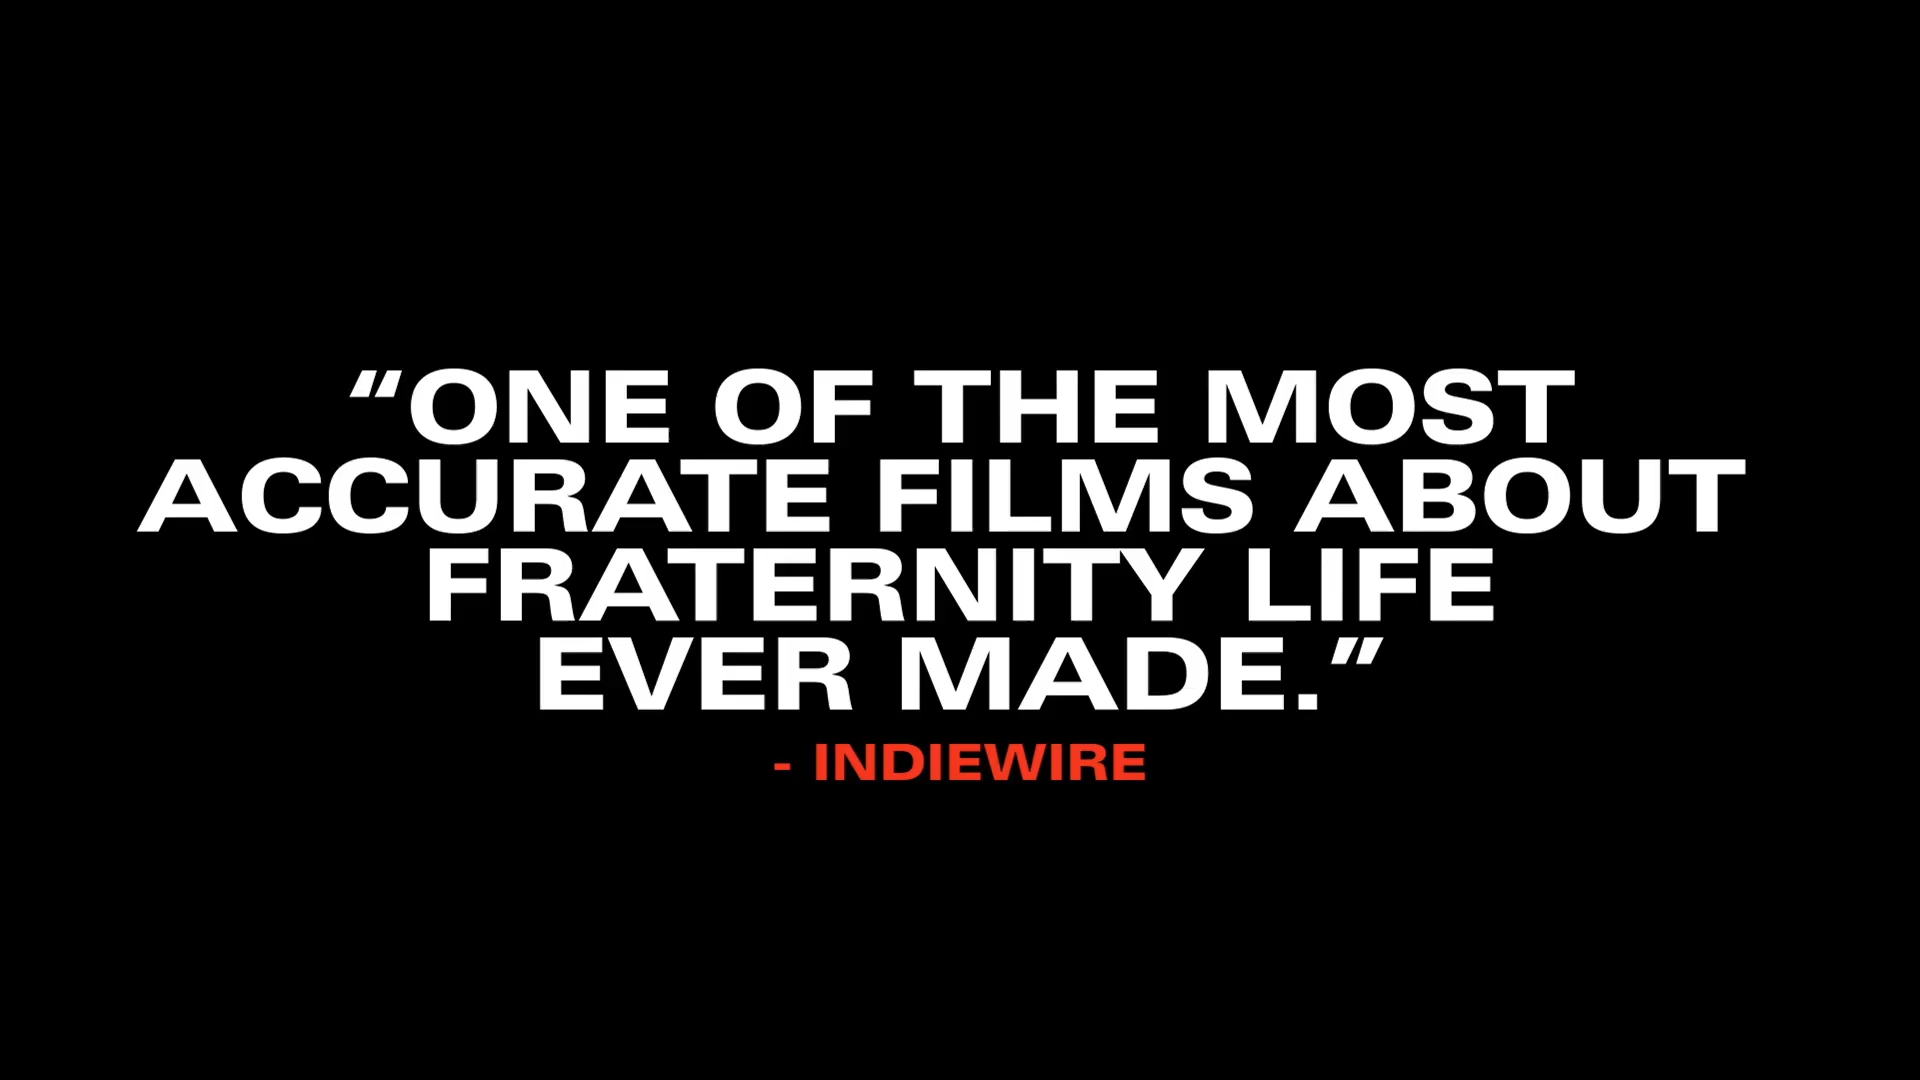 “ONE OF THE MOST
ACCURATE FILMS ABOUT
FRATERNITY LIFE
EVER MADE.”
- INDIEWIRE